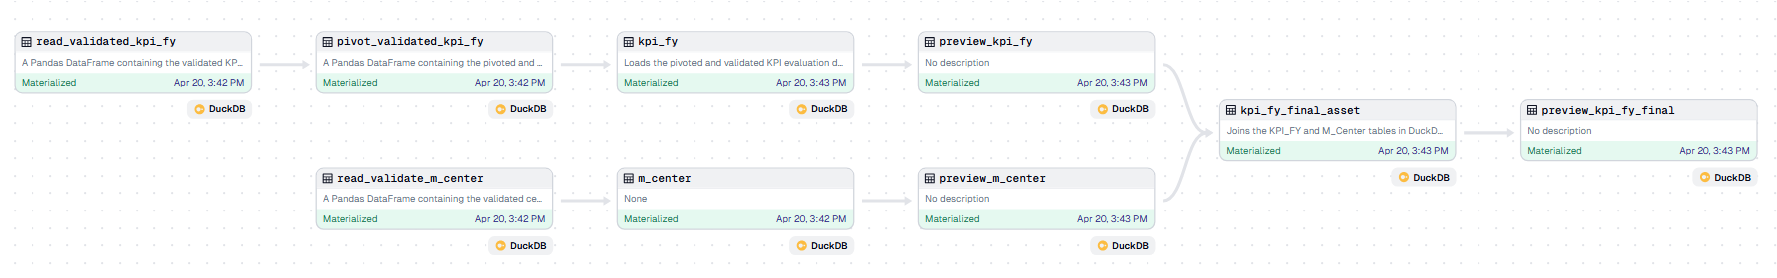 read_validated_kpi_fy
A Pandas DataFrame containing the validated KP...
Materialized Apr 20, 3:42 PM
DuckDB
pivot_validated_kpi_fy
A Pandas DataFrame containing the pivoted and ...
Materialized Apr 20, 3:42 PM
DuckDB
kpi_fy
Loads the pivoted and validated KPI evaluation d...
Materialized Apr 20, 3:43 PM
DuckDB
preview_kpi_fy
No description
Materialized Apr 20, 3:43 PM
DuckDB
read_validate_m_center
A Pandas DataFrame containing the validated ce...
Materialized Apr 20, 3:42 PM
DuckDB
m_center
None
Materialized Apr 20, 3:42 PM
DuckDB
preview_m_center
No description
Materialized Apr 20, 3:43 PM
DuckDB
kpi_fy_final_asset
Joins the KPI_FY and M_Center tables in DuckD...
Materialized Apr 20, 3:43 PM
DuckDB
preview_kpi_fy_final
No description
Materialized Apr 20, 3:43 PM
DuckDB